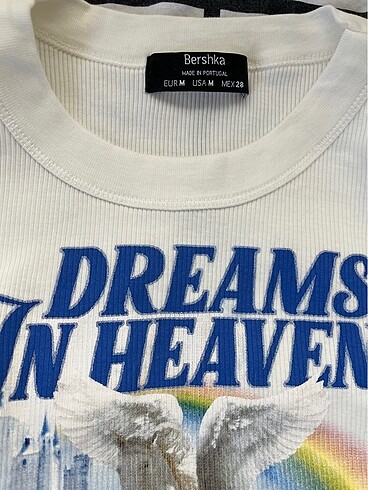 Bershka
MADE IN PORTUGAL
EUR M USA M MEX 28
DREAMS
IN HEAVEN